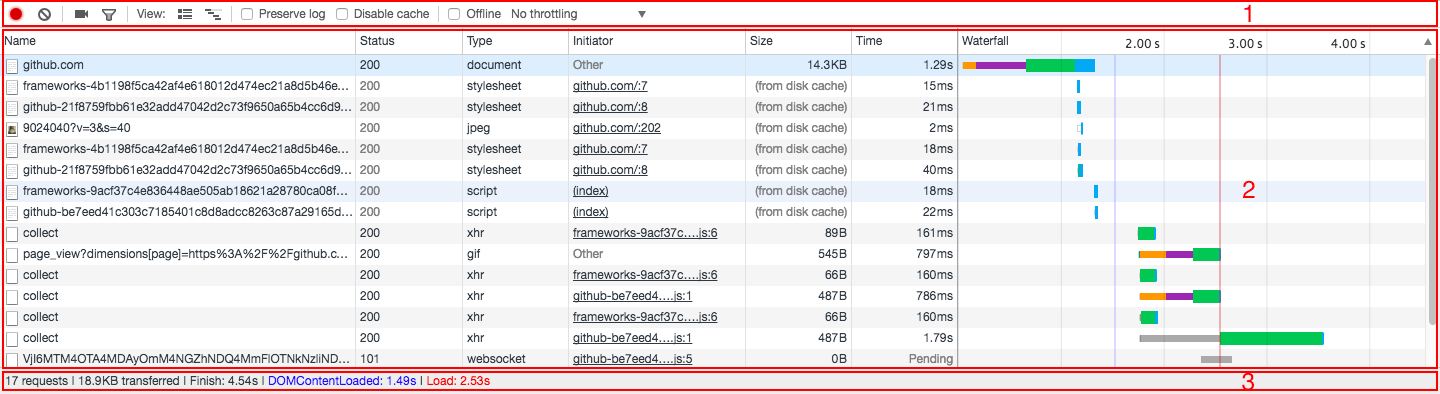 View: Preserve log Disable cache Offline No throttling 1
Name Status Type Initiator Size Time Waterfall 2.00 s 3.00 s 4.00 s
github.com 200 document Other 14.3KB 1.29s
frameworks-4b1198f5ca42af4e618012d474ec21a8d5b46e... 200 stylesheet github.com/:7 (from disk cache) 15ms
github-21f8759fbb61e32add47042d2c73f9650a65b4cc6d9... 200 stylesheet github.com/:8 (from disk cache) 21ms
9024040?v=3&s=40 200 jpeg github.com/:202 (from disk cache) 2ms
frameworks-4b1198f5ca42af4e618012d474ec21a8d5b46e... 200 stylesheet github.com/:7 (from disk cache) 18ms
github-21f8759fbb61e32add47042d2c73f9650a65b4cc6d9... 200 stylesheet github.com/:8 (from disk cache) 40ms
frameworks-9acf37c4e836448ae505ab18621a28780ca08f... 200 script (index) (from disk cache) 18ms 2
github-be7eed41c303c7185401c8d8adcc8263c87a29165d... 200 script (index) (from disk cache) 22ms
collect 200 xhr frameworks-9acf37c….js:6 89B 161ms
page_view?dimensions[page]=https%3A%2F%2Fgithub.c... 200 gif Other 545B 797ms
collect 200 xhr frameworks-9acf37c….js:6 66B 160ms
collect 200 xhr github-be7eed4….js:1 487B 786ms
collect 200 xhr frameworks-9acf37c….js:6 66B 160ms
collect 200 xhr github-be7eed4….js:1 487B 1.79s
VjI6MTM4OTA4MDAyOmM4NGZhNDQ4MmFlOTNkNzliND... 101 websocket github-be7eed4….js:5 0B Pending
17 requests | 18.9KB transferred | Finish: 4.54s | DOMContentLoaded: 1.49s | Load: 2.53s 3